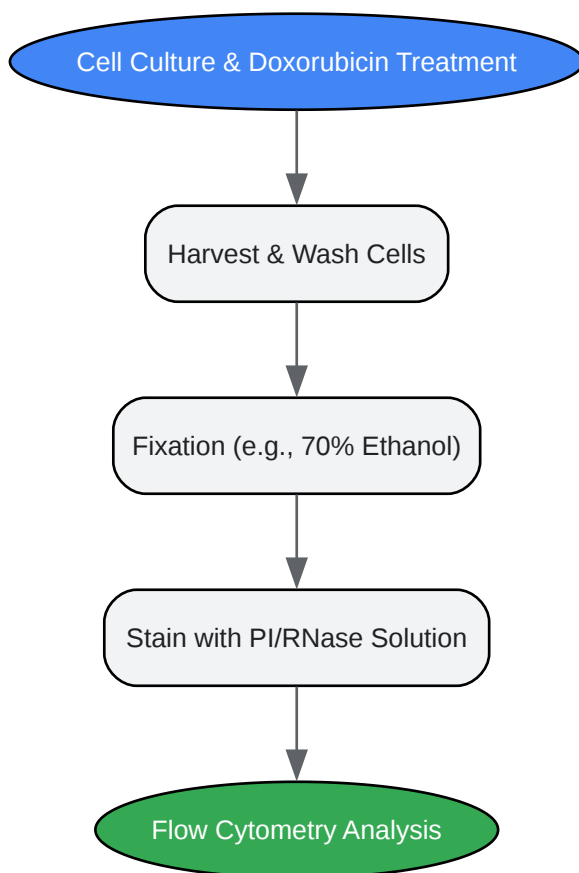 Cell Culture & Doxorubicin Treatment
Harvest & Wash Cells
Fixation (e.g., 70% Ethanol)
Stain with PI/RNase Solution
Flow Cytometry Analysis